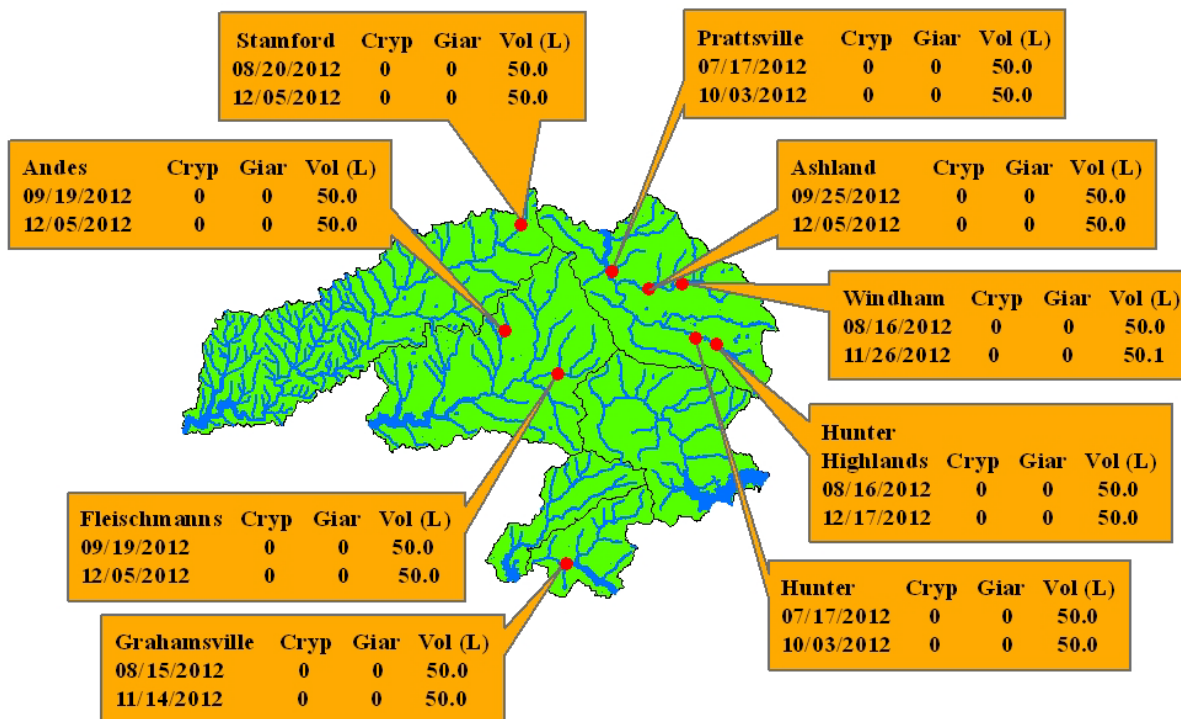 Stamford Cryp Giar Vol (L)
08/20/2012 0 0 50.0
12/05/2012 0 0 50.0
Prattsville Cryp Giar Vol (L)
07/17/2012 0 0 50.0
10/03/2012 0 0 50.0
Andes Cryp Giar Vol (L)
09/19/2012 0 0 50.0
12/05/2012 0 0 50.0
Ashland Cryp Giar Vol (L)
09/25/2012 0 0 50.0
12/05/2012 0 0 50.0
Windham Cryp Giar Vol (L)
08/16/2012 0 0 50.0
11/26/2012 0 0 50.1
Hunter
Highlands Cryp Giar Vol (L)
08/16/2012 0 0 50.0
12/17/2012 0 0 50.0
Fleischmanns Cryp Giar Vol (L)
09/19/2012 0 0 50.0
12/05/2012 0 0 50.0
Hunter Cryp Giar Vol (L)
07/17/2012 0 0 50.0
10/03/2012 0 0 50.0
Grahamsville Cryp Giar Vol (L)
08/15/2012 0 0 50.0
11/14/2012 0 0 50.0